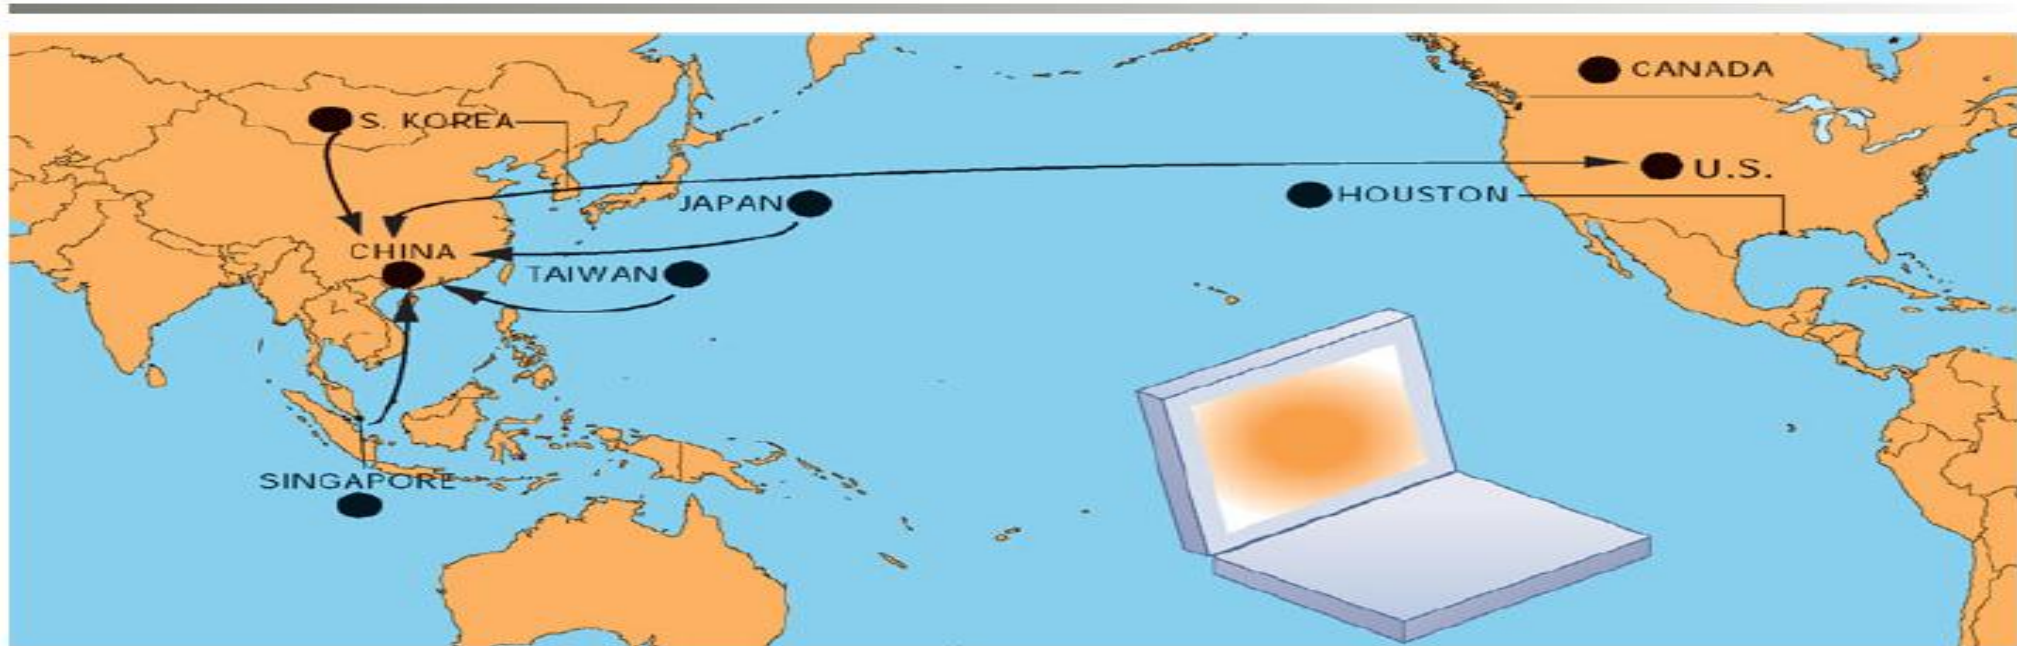 CANADA
S. KOREA
U.S.
JAPAN
HOUSTON
CHINA
TAIWAN
SINGAPORE